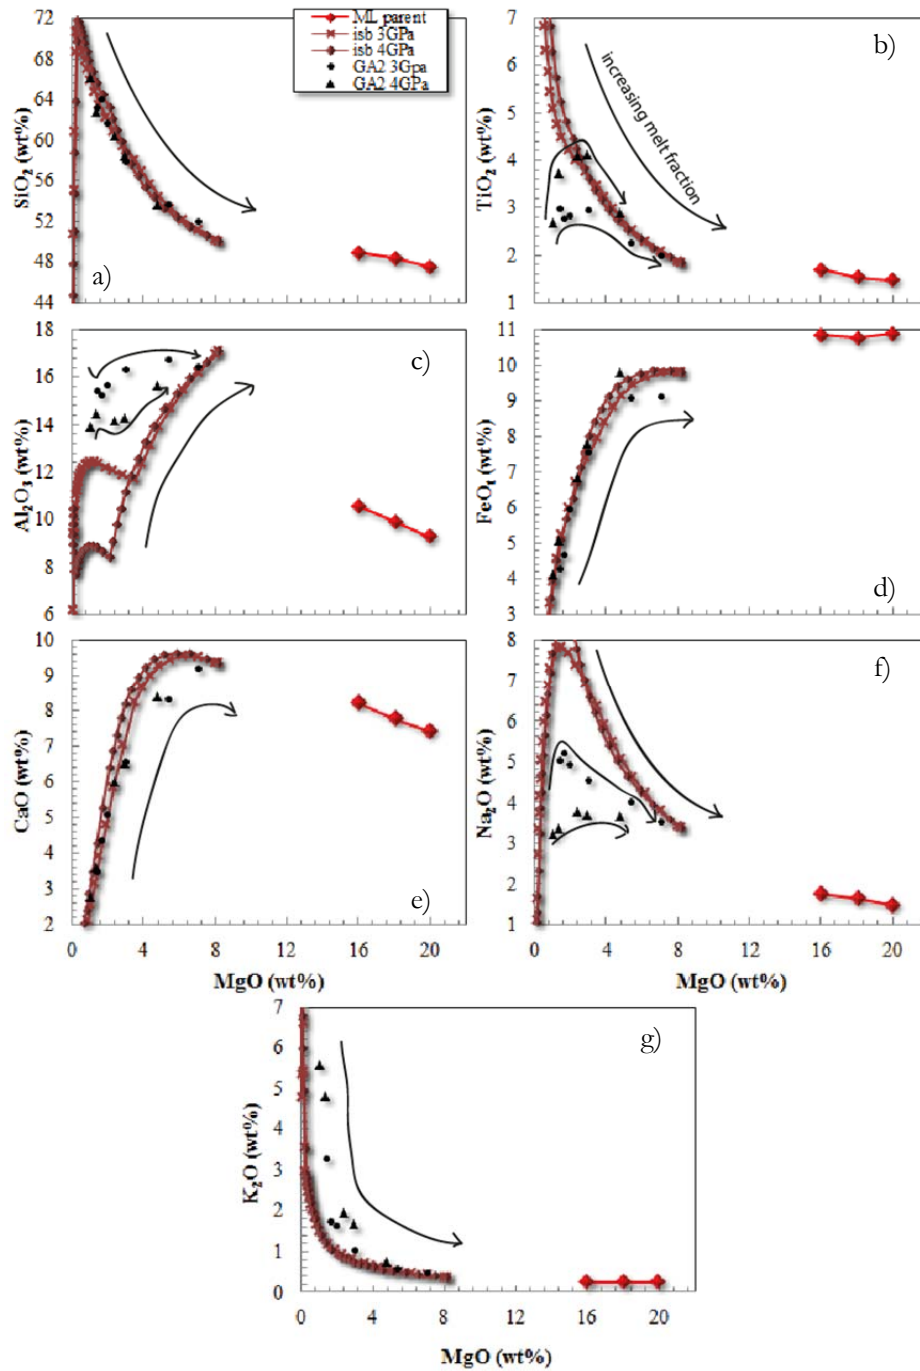 ML parent
isb 3GPa
isb 4GPa
GA2 3Gpa
GA2 4GPa
72
68
64
60
56
52
48
44
SiO₂ (wt%)
a)
7
6
5
4
3
2
1
TiO₂ (wt%)
increasing melt fraction
b)
18
16
14
12
10
8
6
Al₂O₃ (wt%)
c)
11
10
9
8
7
6
5
4
3
FeOₜ (wt%)
d)
10
9
8
7
6
5
4
3
2
CaO (wt%)
e)
0 4 8 12 16 20
MgO (wt%)
8
7
6
5
4
3
2
1
Na₂O (wt%)
f)
0 4 8 12 16 20
MgO (wt%)
7
6
5
4
3
2
1
0
K₂O (wt%)
g)
0 4 8 12 16 20
MgO (wt%)